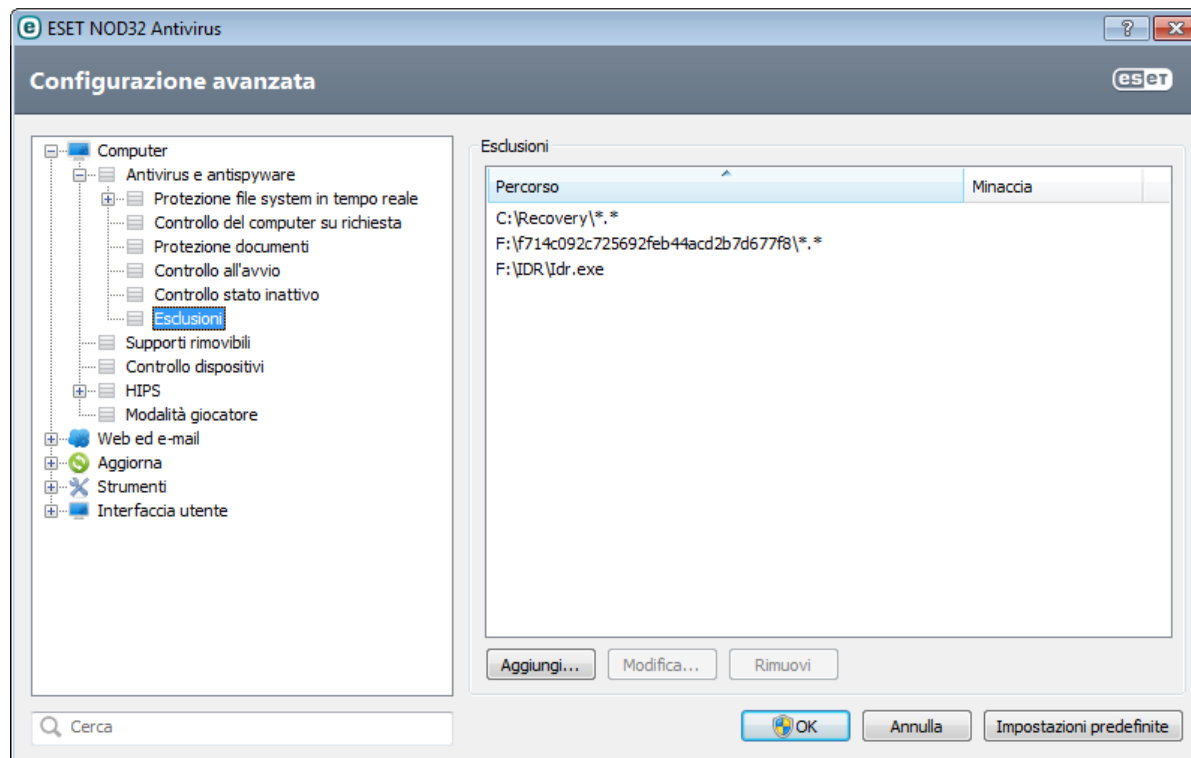 ESET NOD32 Antivirus
Configurazione avanzata
eset
Computer
Antivirus e antispyware
Protezione file system in tempo reale
Controllo del computer su richiesta
Protezione documenti
Controllo all'avvio
Controllo stato inattivo
Esclusioni
Supporti rimovibili
Controllo dispositivi
HIPS
Modalità giocatore
Web ed e-mail
Aggiorna
Strumenti
Interfaccia utente
Cerca
Esclusioni
Percorso Minaccia
C:\Recovery\*.*
F:\f714c092c725692feb44acd2b7d677f8\*.*
F:\IDR\Idr.exe
Aggiungi... Modifica... Rimuovi
OK Annulla Impostazioni predefinite